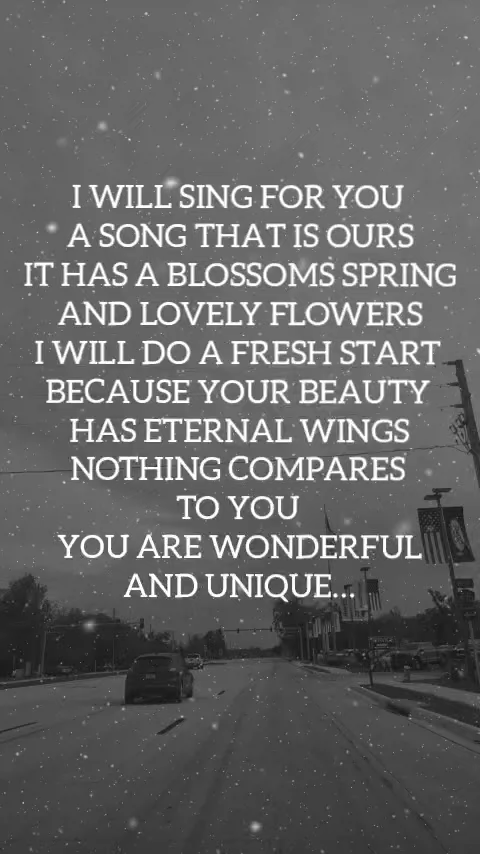 I WILL SING FOR YOU
A SONG THAT IS OURS
IT HAS A BLOSSOMS SPRING
AND LOVELY FLOWERS
I WILL DO A FRESH START
BECAUSE YOUR BEAUTY
HAS ETERNAL WINGS
NOTHING COMPARES
TO YOU
YOU ARE WONDERFUL
AND UNIQUE...